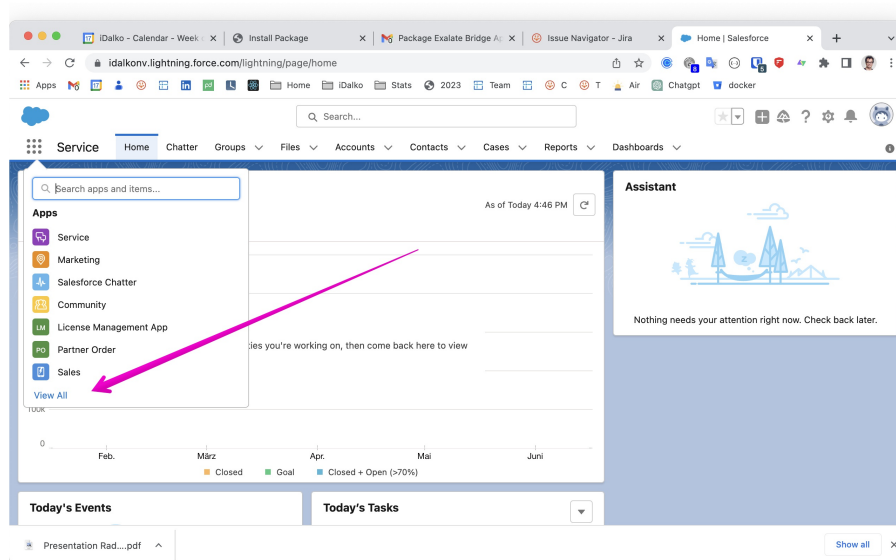 iDalko - Calendar - Week
Install Package
Package Exalate Bridge Ap
Issue Navigator - Jira
Home | Salesforce
idalkonv.lightning.force.com/lightning/page/home
Apps
17
Home
iDalko
Stats
2023
Team
C
T
Air
Chatgpt
docker
Search...
Service
Home
Chatter
Groups
Files
Accounts
Contacts
Cases
Reports
Dashboards
Search apps and items...
Apps
Service
Marketing
Salesforce Chatter
Community
LM License Management App
PO Partner Order
Sales
View All
As of Today 4:46 PM
ties you're working on, then come back here to view
100k
0
Feb.
März
Apr.
Mai
Juni
Closed
Goal
Closed + Open (>70%)
Assistant
Nothing needs your attention right now. Check back later.
Today's Events
Today's Tasks
Presentation Rad....pdf
Show all